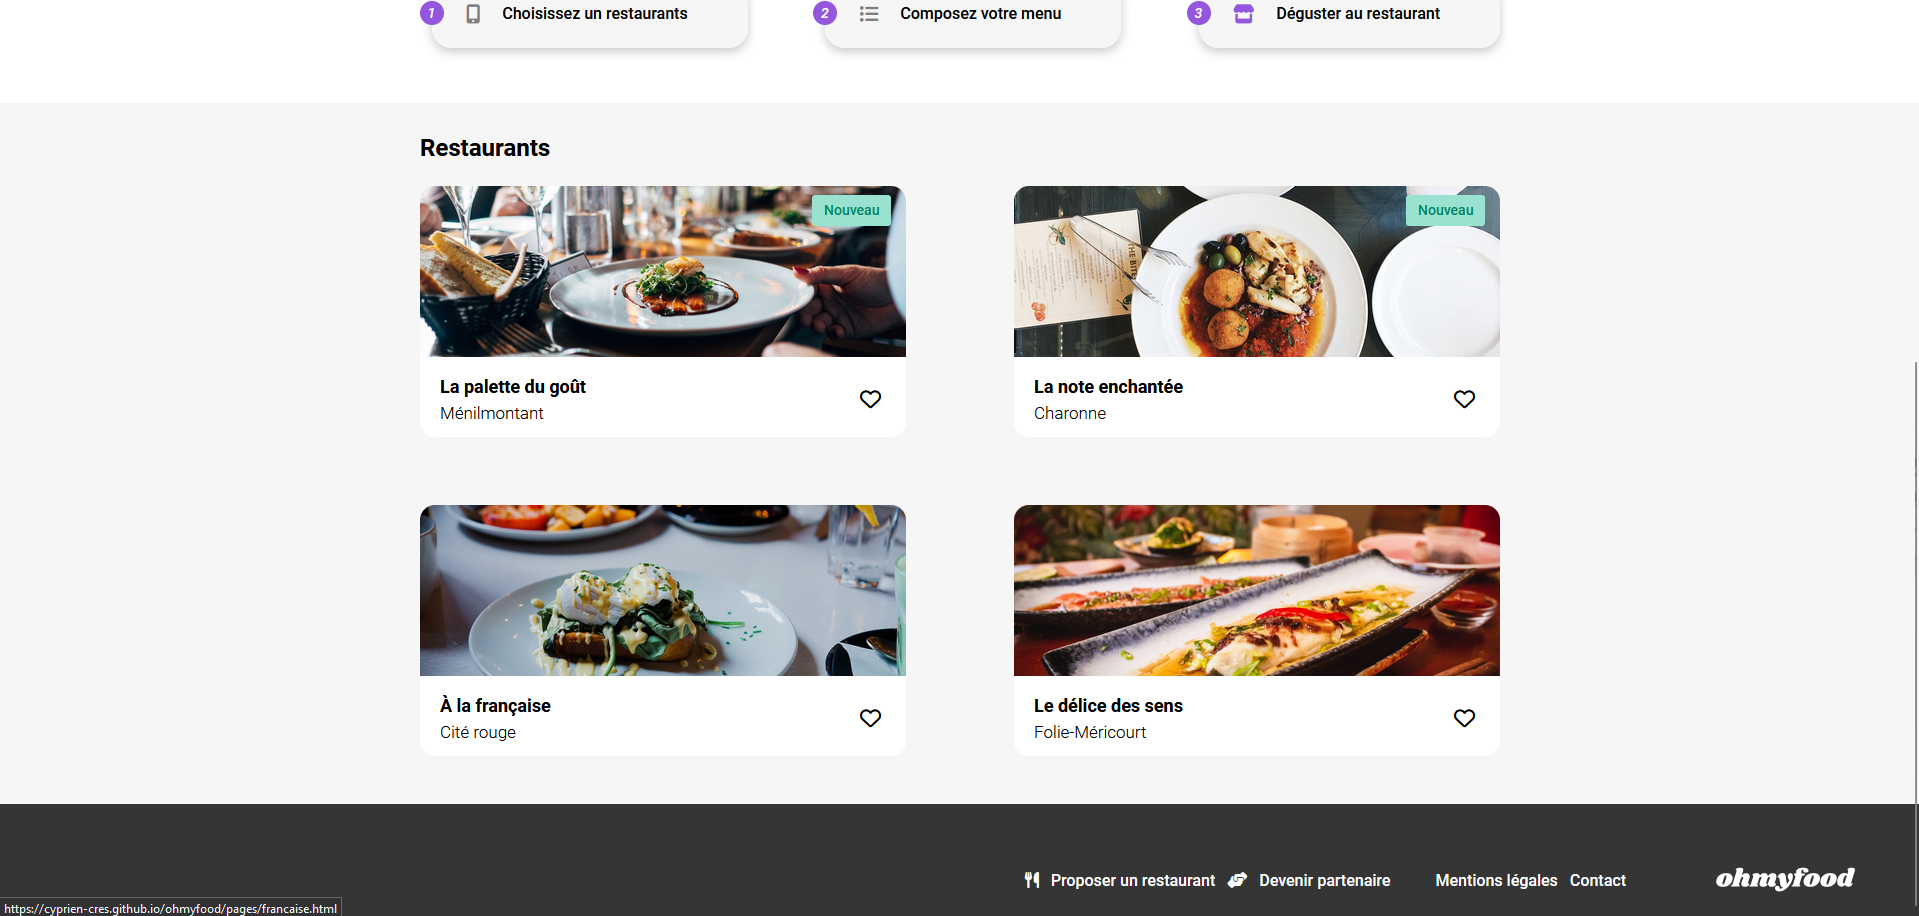 1 Choisissez un restaurants
2 Composez votre menu
3 Déguster au restaurant
Restaurants
Nouveau
La palette du goût
Ménilmontant
Nouveau
THE BITE
La note enchantée
Charonne
À la française
Cité rouge
Le délice des sens
Folie-Méricourt
Proposer un restaurant
Devenir partenaire
Mentions légales
Contact
ohmyfood
https://cyprien-cres.github.io/ohmyfood/pages/francaise.html